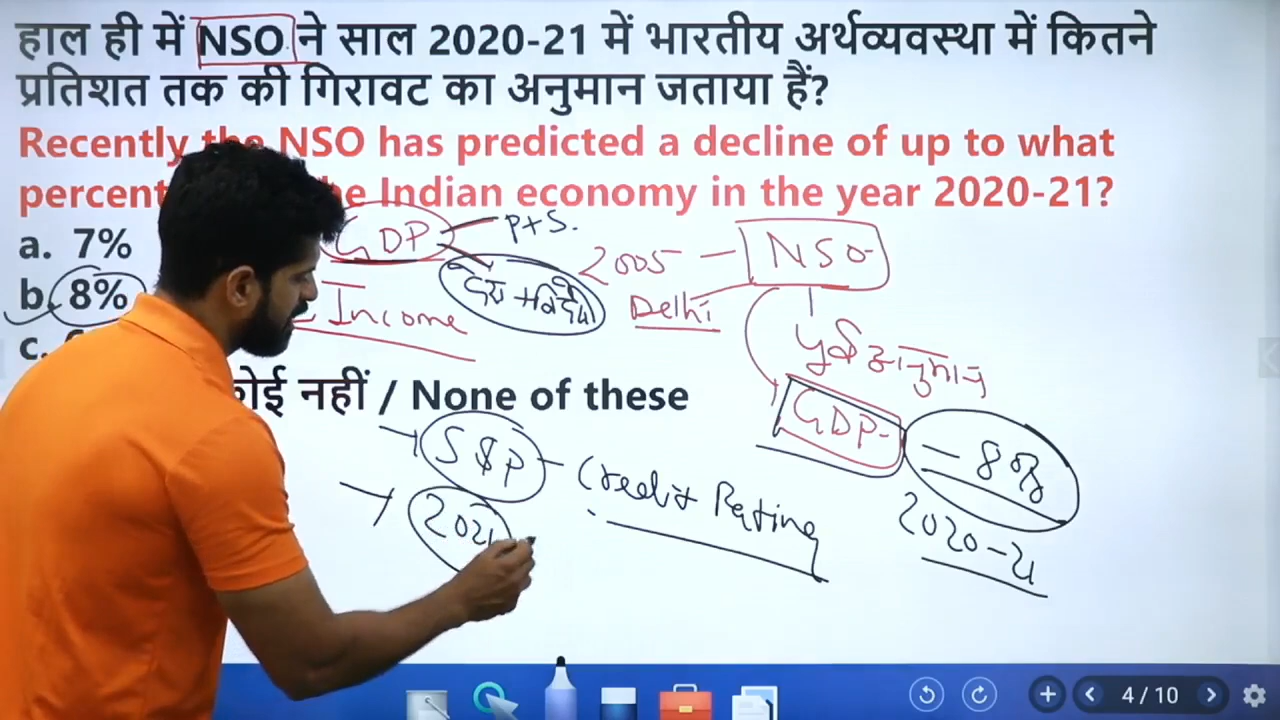 हाल ही में NSO ने साल 2020-21 में भारतीय अर्थव्यवस्था में कितने
प्रतिशत तक की गिरावट का अनुमान जताया हैं?
Recently the NSO has predicted a decline of up to what
percent the Indian economy in the year 2020-21?
a. 7%
b. 8%
c.
कोई नहीं / None of these
GDP
P+S.
देश +विदेश
Income
2005
NSO
Delhi
पूर्वानुमान
GDP
-8%
2020-21
S&P
Credit Rating
2021
4 / 10